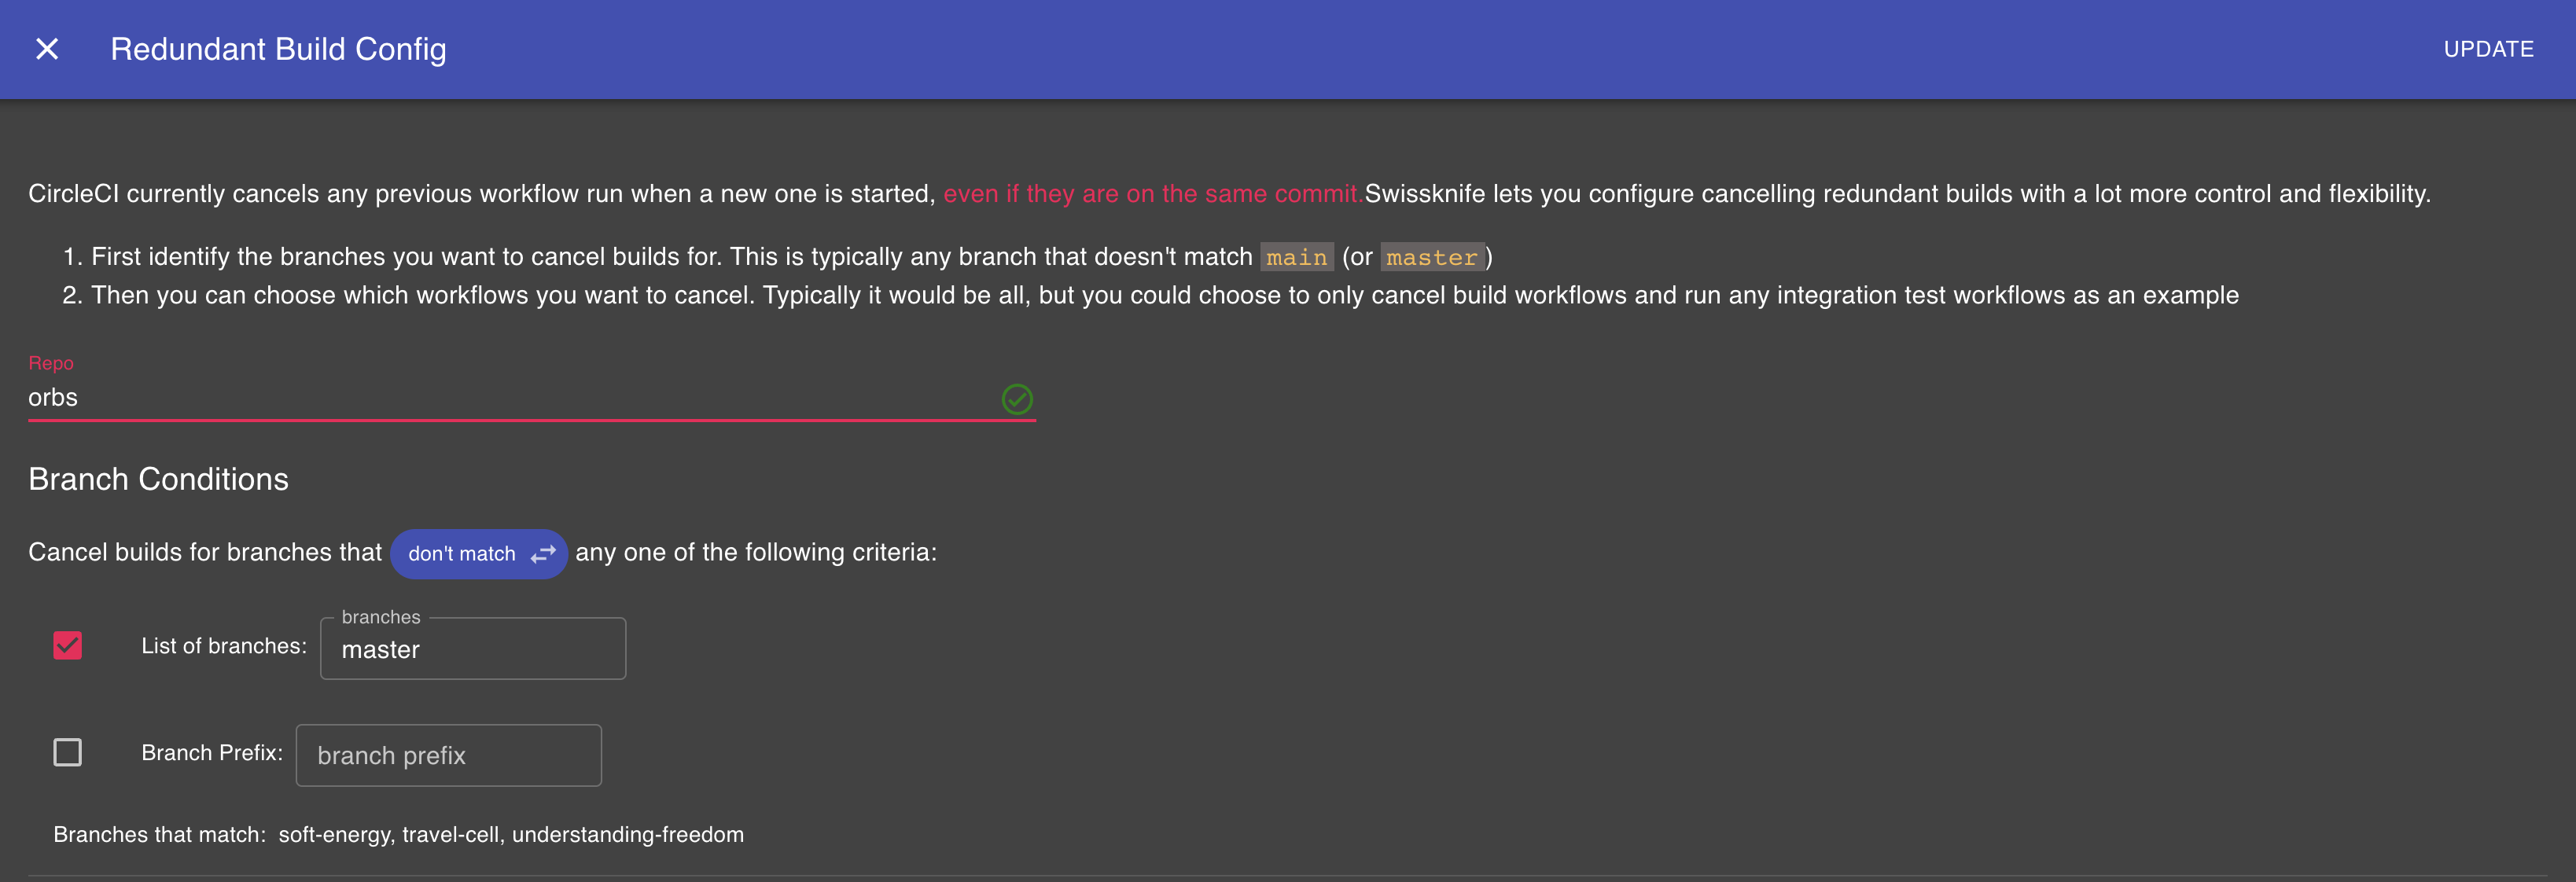 Redundant Build Config
UPDATE
CircleCI currently cancels any previous workflow run when a new one is started, even if they are on the same commit.Swissknife lets you configure cancelling redundant builds with a lot more control and flexibility.
1. First identify the branches you want to cancel builds for. This is typically any branch that doesn't match main (or master)
2. Then you can choose which workflows you want to cancel. Typically it would be all, but you could choose to only cancel build workflows and run any integration test workflows as an example
Repo
orbs
Branch Conditions
Cancel builds for branches that don't match any one of the following criteria:
branches
List of branches: master
Branch Prefix: branch prefix
Branches that match: soft-energy, travel-cell, understanding-freedom